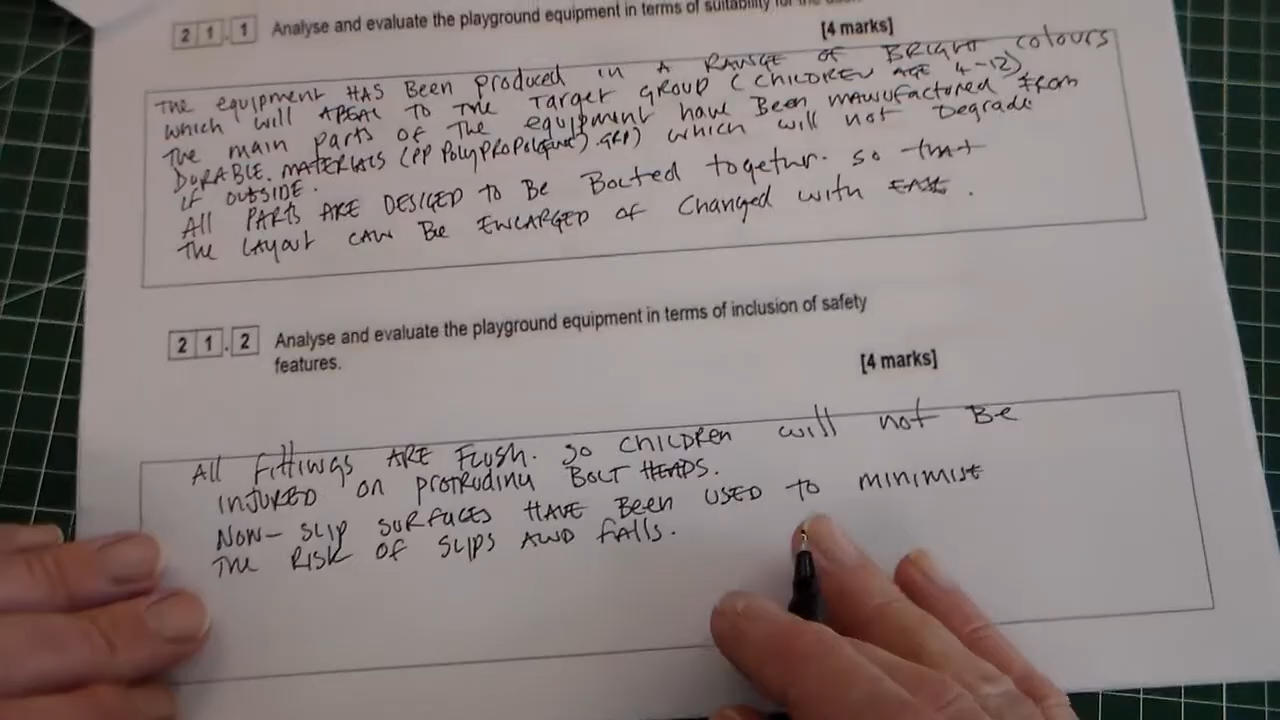 21.1 Analyse and evaluate the playground equipment in terms of suitability for the
[4 marks]
THE EQUIPMENT HAS BEEN PRODUCED IN A RANGE OF BRIGHT COLOURS
WHICH WILL APEAL TO THE TARGET GROUP (CHILDREN AGE 4-12)
THE MAIN PARTS OF THE EQUIPMENT HAVE BEEN MANUFACTURED FROM
DURABLE MATERIALS (PP GRP) WHICH WILL NOT DEGRADE
IF OUTSIDE.
ALL PARTS ARE DESIGED TO BE BOLTED TOGETHER. SO THAT
THE LAYOUT CAN BE ENLARGED OF CHANGED WITH EASE.
21.2 Analyse and evaluate the playground equipment in terms of inclusion of safety
features.
[4 marks]
All fittings ARE Flush. SO CHILDREN will not Be
INJURED on PROTRUDING BOLT HEADS.
NON-SLIP SURFACES HAVE BEEN USED TO MINIMISE
THE RISK OF SLIPS AND falls.